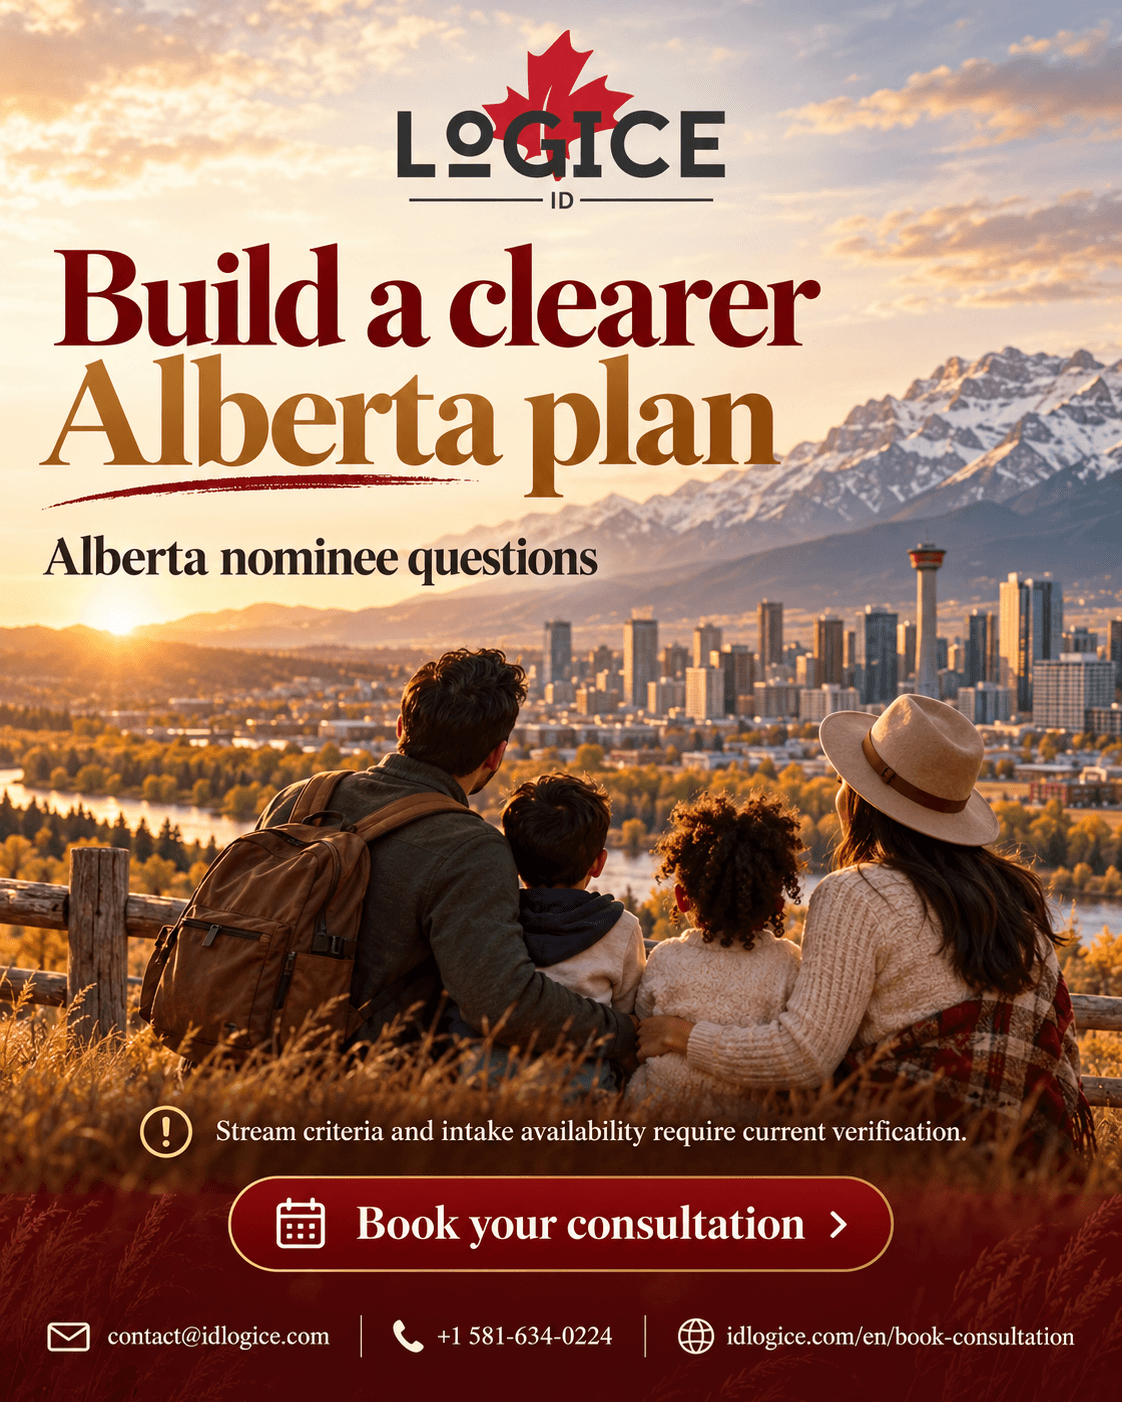 LOGICE
ID
Build a clearer
Alberta plan
Alberta nominee questions
Stream criteria and intake availability require current verification.
Book your consultation
contact@idlogice.com
+1 581-634-0224
idlogice.com/en/book-consultation